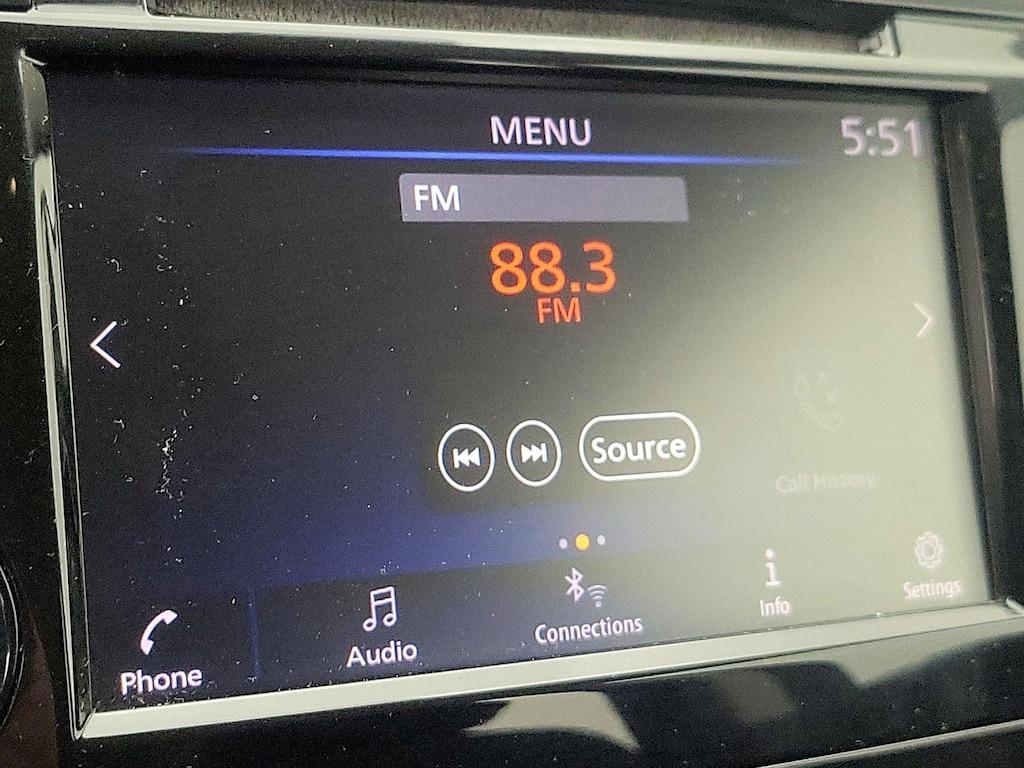 MENU
5:51
FM
88.3
FM
Source
Call History
Phone
Audio
Connections
Info
Settings